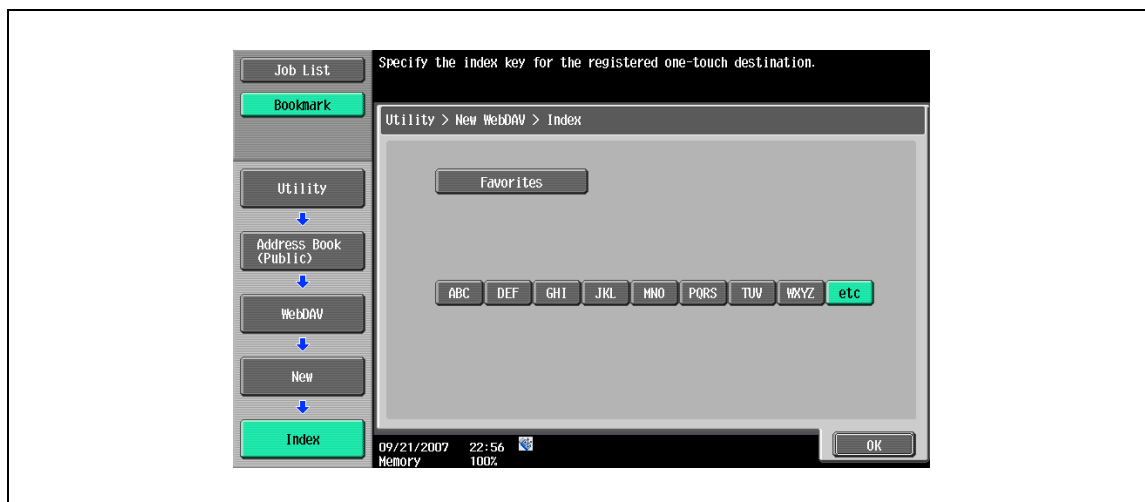 Job List
Bookmark
Specify the index key for the registered one-touch destination.
Utility > New WebDAV > Index
Utility
Address Book
(Public)
WebDAV
New
Index
Favorites
ABC DEF GHI JKL MNO PQRS TUV WXYZ etc
09/21/2007 22:56
Memory 100%
OK